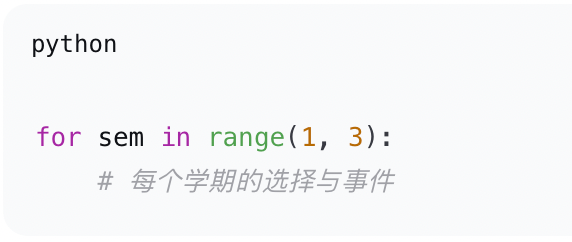 python
for sem in range(1, 3):
    # 每个学期的选择与事件